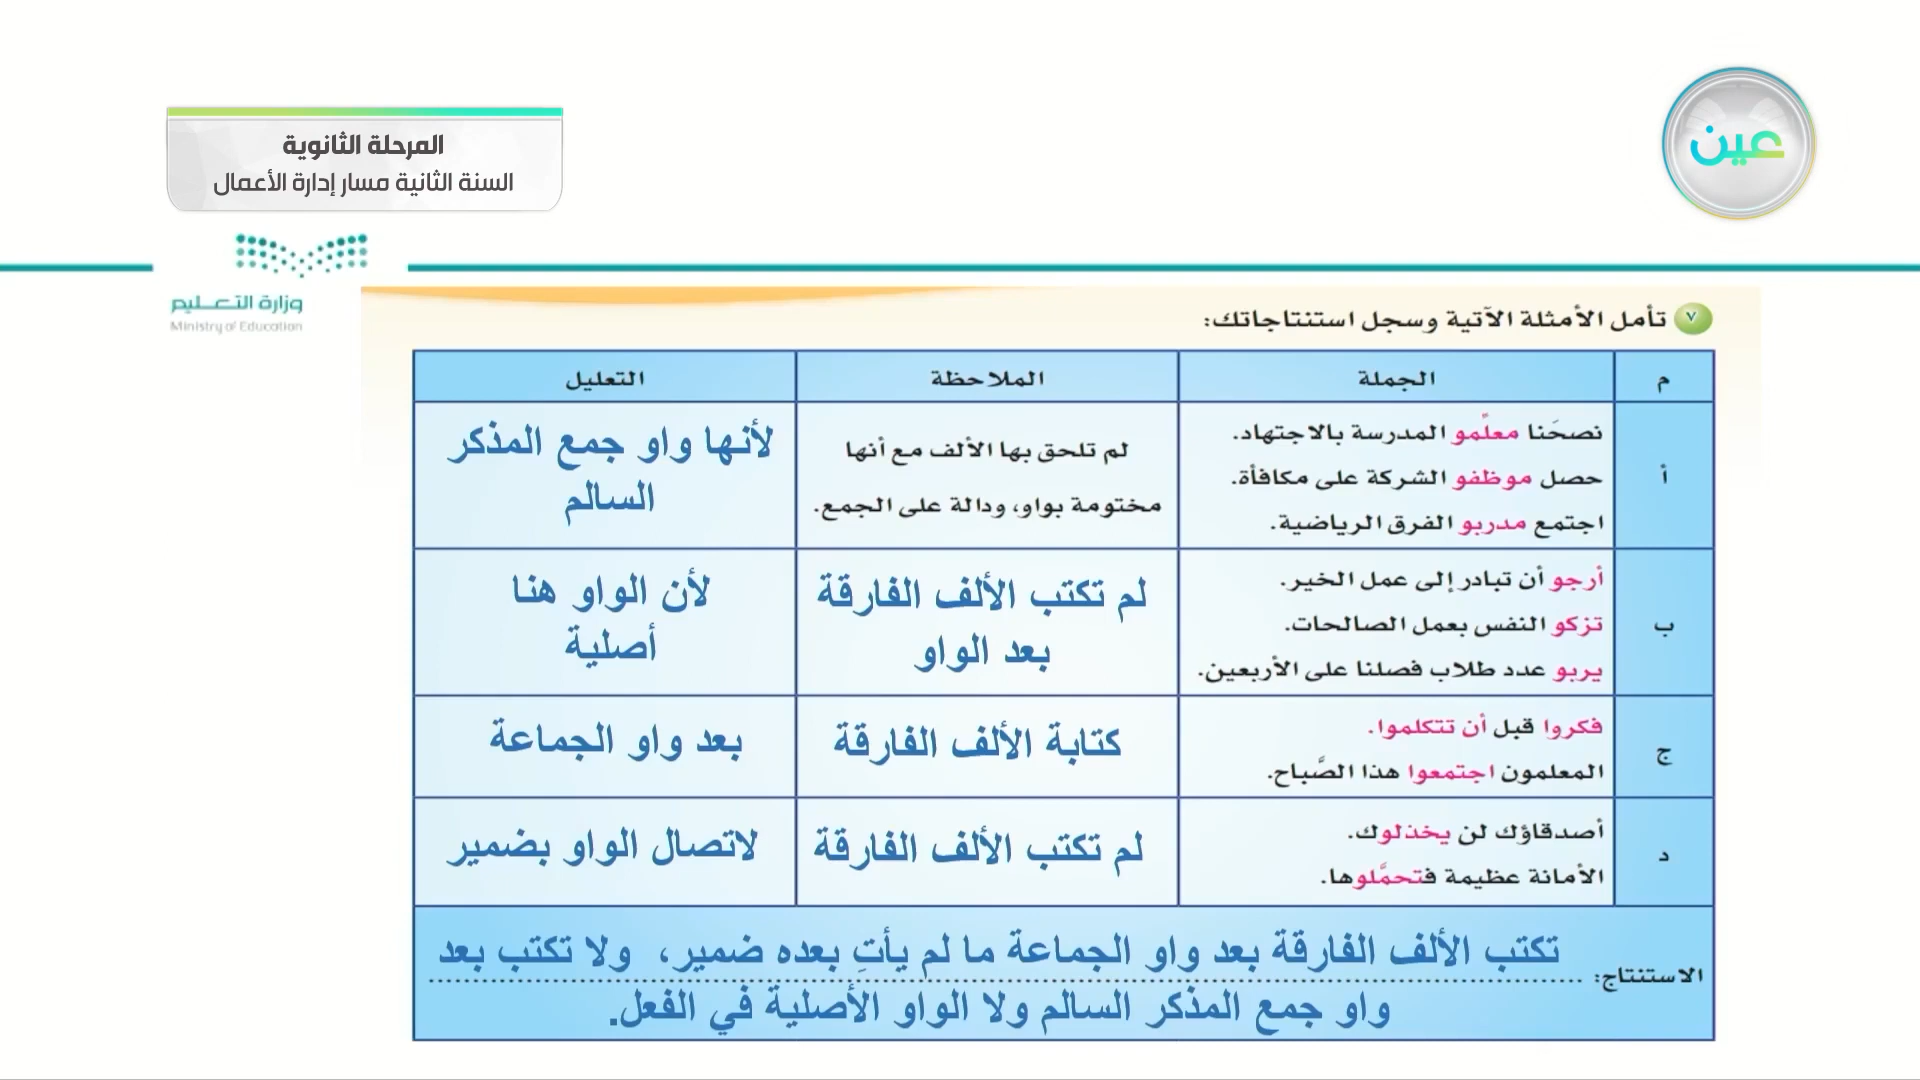 المرحلة الثانوية
السنة الثانية مسار إدارة الأعمال
عين
وزارة التعـــليم
Ministry of Education
٧ تأمل الأمثلة الآتية وسجل استنتاجاتك:
م
الجملة
الملاحظة
التعليل
أ
نصحَنا معلّمو المدرسة بالاجتهاد.
حصل موظفو الشركة على مكافأة.
اجتمع مدربو الفرق الرياضية.
لم تلحق بها الألف مع أنها
مختومة بواو، ودالة على الجمع.
لأنها واو جمع المذكر
السالم
ب
أرجو أن تبادر إلى عمل الخير.
تزكو النفس بعمل الصالحات.
يربو عدد طلاب فصلنا على الأربعين.
لم تكتب الألف الفارقة
بعد الواو
لأن الواو هنا
أصلية
ج
فكروا قبل أن تتكلموا.
المعلمون اجتمعوا هذا الصَّباح.
كتابة الألف الفارقة
بعد واو الجماعة
د
أصدقاؤك لن يخذلوك.
الأمانة عظيمة فتحمَّلوها.
لم تكتب الألف الفارقة
لاتصال الواو بضمير
الاستنتاج: تكتب الألف الفارقة بعد واو الجماعة ما لم يأتِ بعده ضمير، ولا تكتب بعد
واو جمع المذكر السالم ولا الواو الأصلية في الفعل.